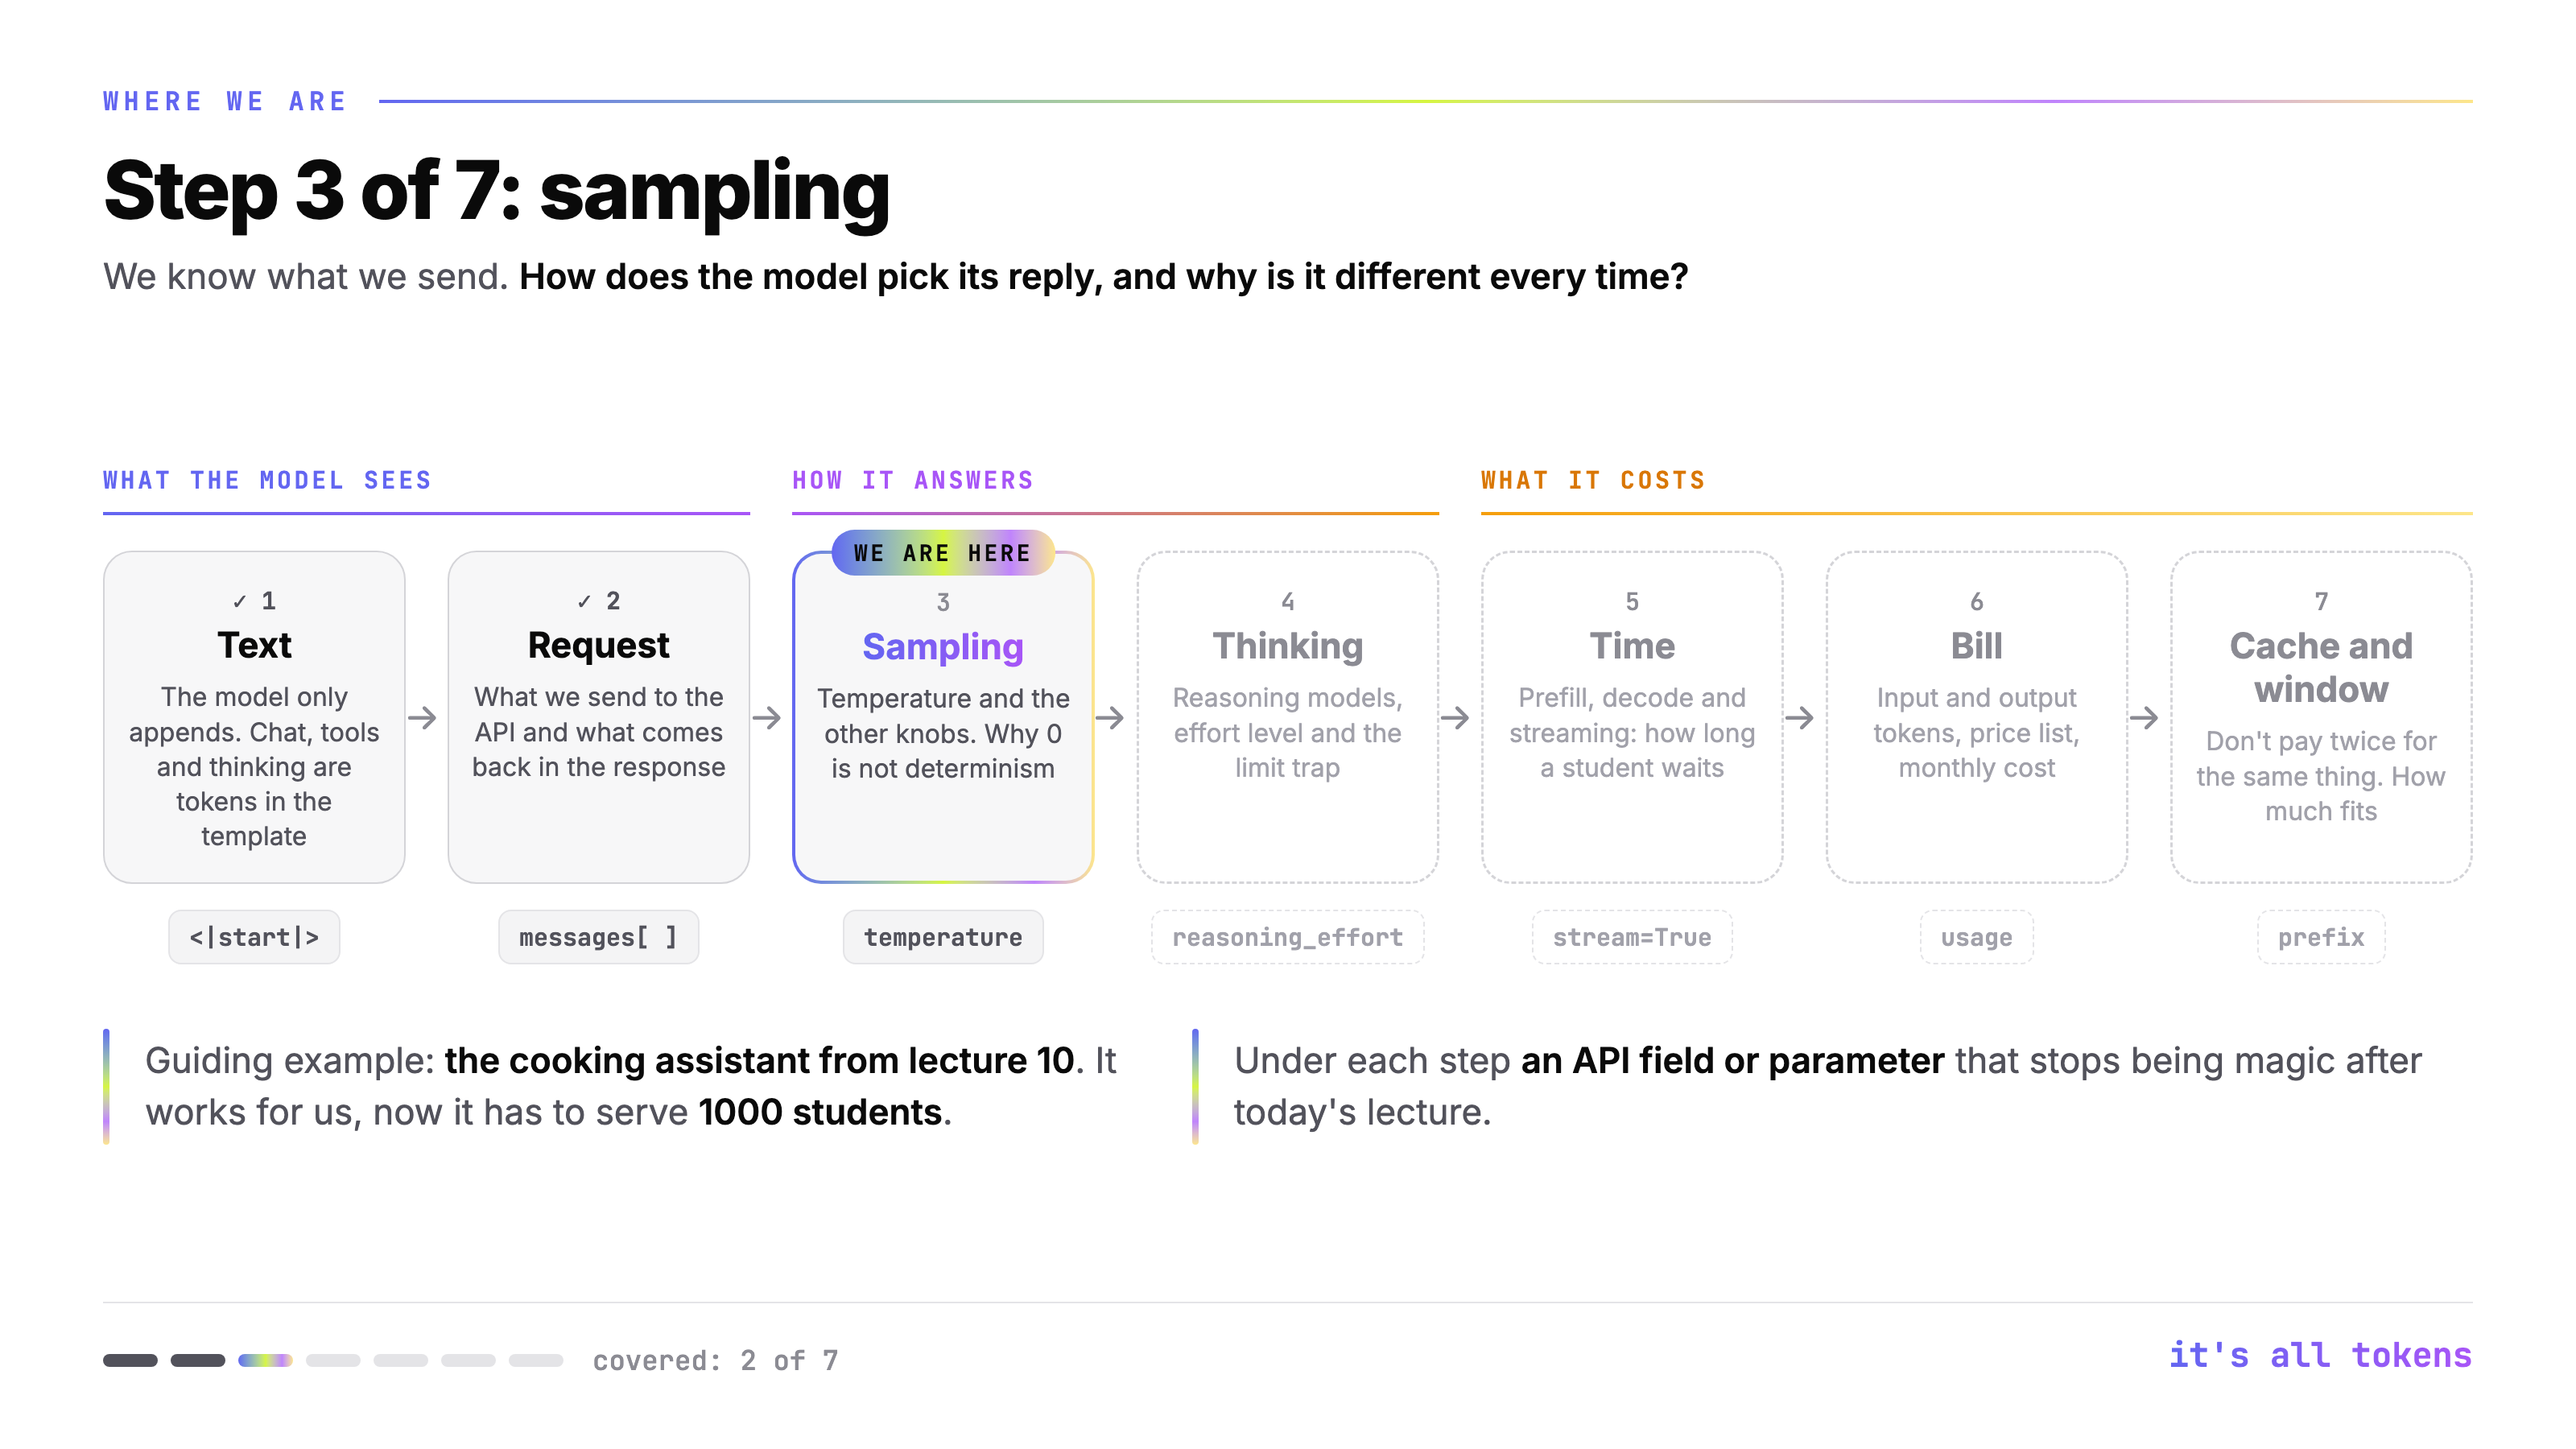 WHERE WE ARE
Step 3 of 7: sampling
We know what we send. How does the model pick its reply, and why is it different every time?
WHAT THE MODEL SEES
HOW IT ANSWERS
WHAT IT COSTS
✓ 1
Text
The model only
appends. Chat, tools
and thinking are
tokens in the
template
<|start|>
✓ 2
Request
What we send to the
API and what comes
back in the response
messages[ ]
WE ARE HERE
3
Sampling
Temperature and the
other knobs. Why 0
is not determinism
temperature
4
Thinking
Reasoning models,
effort level and the
limit trap
reasoning_effort
5
Time
Prefill, decode and
streaming: how long
a student waits
stream=True
6
Bill
Input and output
tokens, price list,
monthly cost
usage
7
Cache and
window
Don't pay twice for
the same thing. How
much fits
prefix
Guiding example: the cooking assistant from lecture 10. It
works for us, now it has to serve 1000 students.
Under each step an API field or parameter that stops being magic after
today's lecture.
covered: 2 of 7
it's all tokens